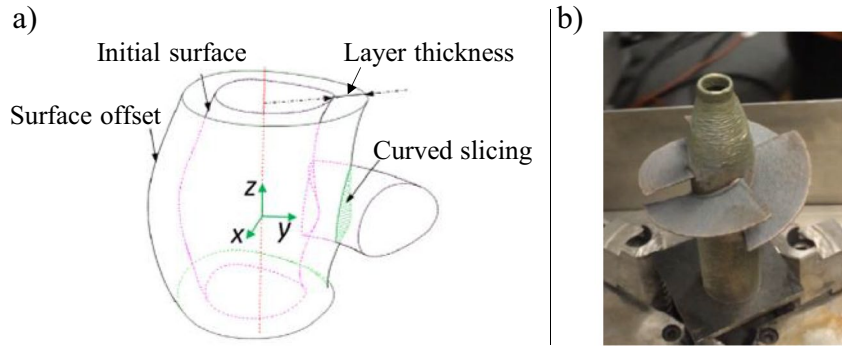 a)
b)
Initial surface
Layer thickness
Surface offset
Curved slicing
z
x
y